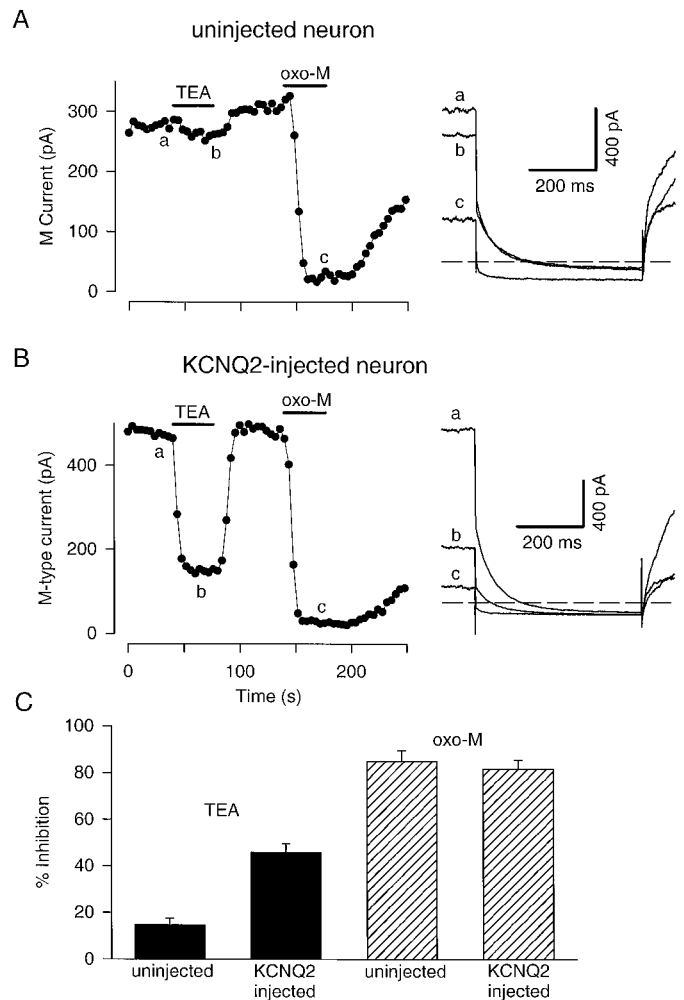 A
uninjected neuron
TEA
oxo-M
300
200
100
0
M Current (pA)
a
b
c
a
b
c
400 pA
200 ms
B
KCNQ2-injected neuron
TEA
oxo-M
400
200
0
M-type current (pA)
a
b
c
0
100
200
Time (s)
a
b
c
400 pA
200 ms
C
100
80
60
40
20
0
% Inhibition
TEA
oxo-M
uninjected
KCNQ2
injected
uninjected
KCNQ2
injected